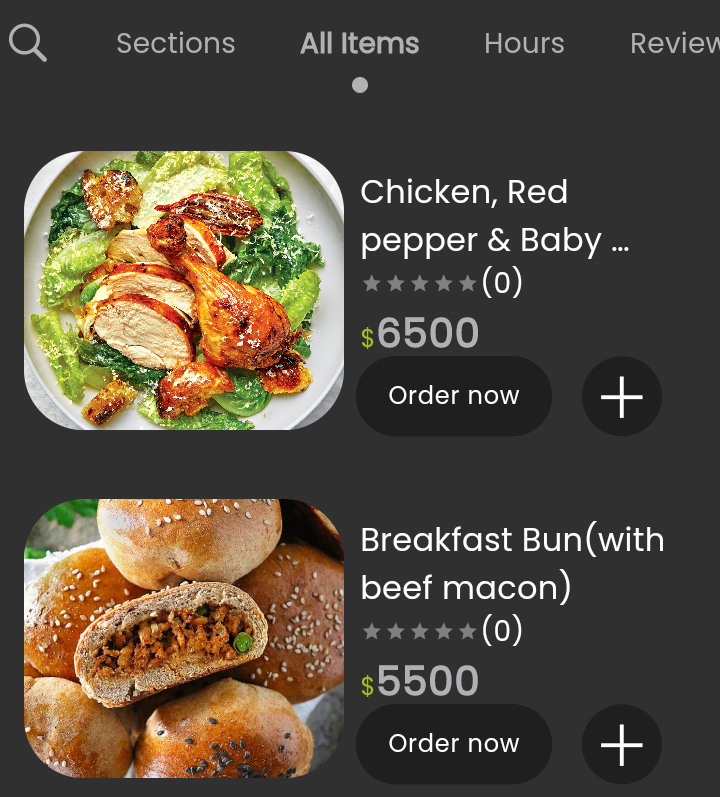 Sections All Items Hours Review
Chicken, Red
pepper & Baby ...
(0)
$6500
Order now
Breakfast Bun(with
beef macon)
(0)
$5500
Order now